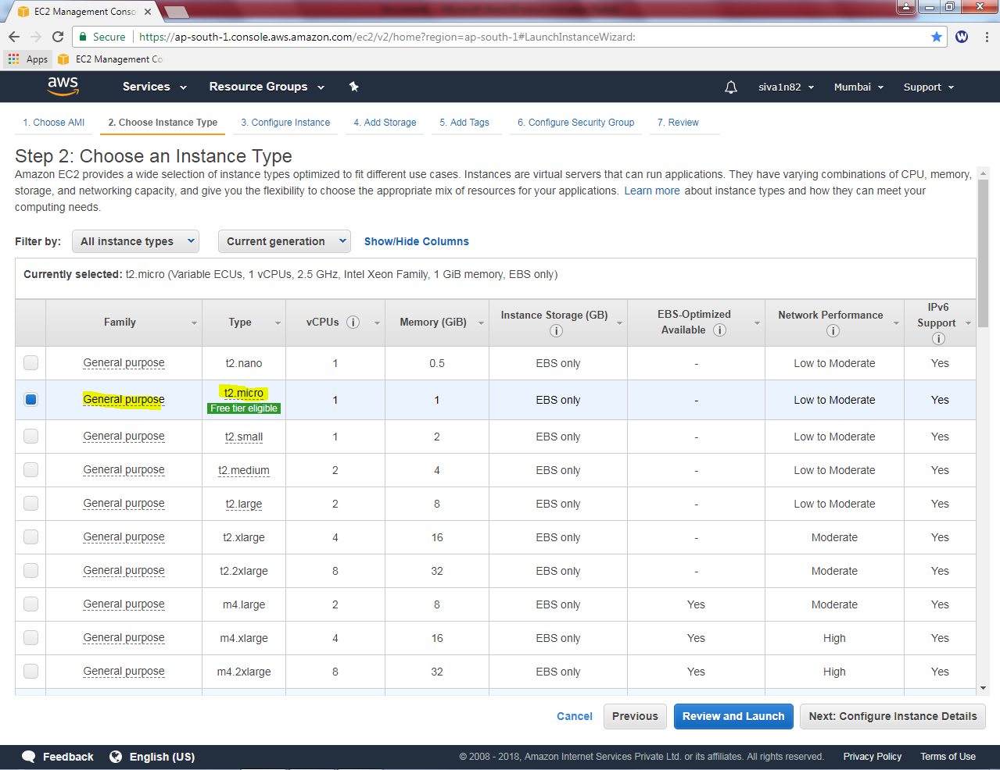 EC2 Management Conso
Secure https://ap-south-1.console.aws.amazon.com/ec2/v2/home?region=ap-south-1#LaunchInstanceWizard:
W
Apps EC2 Management Co
aws Services Resource Groups siva1n82 Mumbai Support
1. Choose AMI 2. Choose Instance Type 3. Configure Instance 4. Add Storage 5. Add Tags 6. Configure Security Group 7. Review
Step 2: Choose an Instance Type
Amazon EC2 provides a wide selection of instance types optimized to fit different use cases. Instances are virtual servers that can run applications. They have varying combinations of CPU, memory,
storage, and networking capacity, and give you the flexibility to choose the appropriate mix of resources for your applications. Learn more about instance types and how they can meet your
computing needs.
Filter by: All instance types Current generation Show/Hide Columns
Currently selected: t2.micro (Variable ECUs, 1 vCPUs, 2.5 GHz, Intel Xeon Family, 1 GiB memory, EBS only)
Family Type vCPUs i Memory (GiB) Instance Storage (GB) i EBS-Optimized Available i Network Performance i IPv6 Support i
General purpose t2.nano 1 0.5 EBS only - Low to Moderate Yes
General purpose t2.micro Free tier eligible 1 1 EBS only - Low to Moderate Yes
General purpose t2.small 1 2 EBS only - Low to Moderate Yes
General purpose t2.medium 2 4 EBS only - Low to Moderate Yes
General purpose t2.large 2 8 EBS only - Low to Moderate Yes
General purpose t2.xlarge 4 16 EBS only - Moderate Yes
General purpose t2.2xlarge 8 32 EBS only - Moderate Yes
General purpose m4.large 2 8 EBS only Yes Moderate Yes
General purpose m4.xlarge 4 16 EBS only Yes High Yes
General purpose m4.2xlarge 8 32 EBS only Yes High Yes
Cancel Previous Review and Launch Next: Configure Instance Details
Feedback English (US) © 2008 - 2018, Amazon Internet Services Private Ltd. or its affiliates. All rights reserved. Privacy Policy Terms of Use